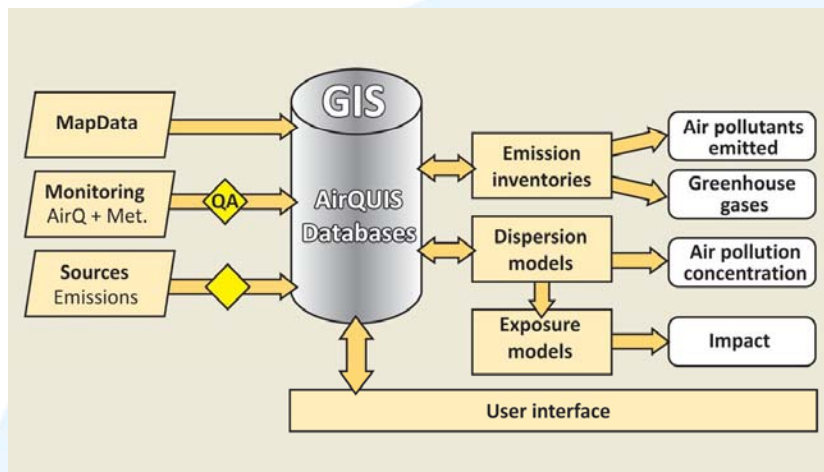 MapData
Monitoring
AirQ + Met.
QA
Sources
Emissions
GIS
AirQUIS
Databases
Emission
inventories
Dispersion
models
Exposure
models
Air pollutants
emitted
Greenhouse
gases
Air pollution
concentration
Impact
User interface